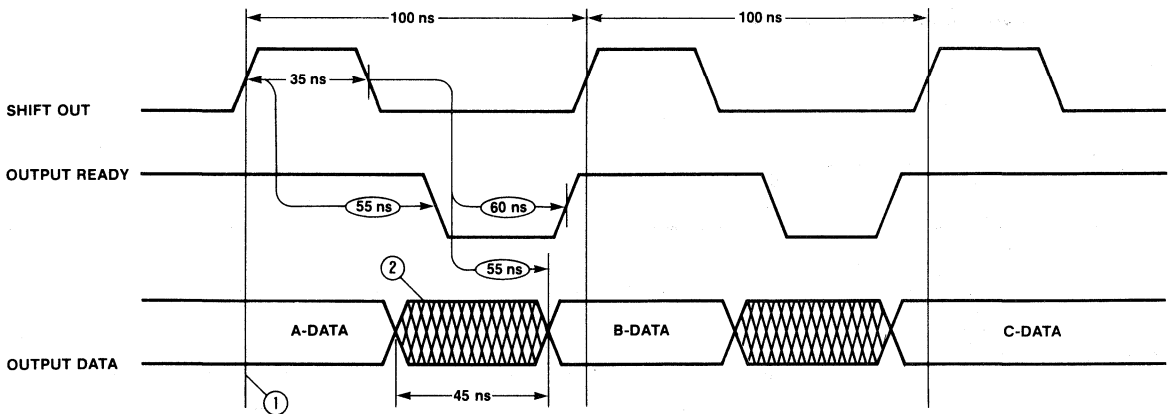 100 ns 100 ns
35 ns
SHIFT OUT
OUTPUT READY
55 ns 60 ns
55 ns
2
A-DATA B-DATA C-DATA
OUTPUT DATA
45 ns
1